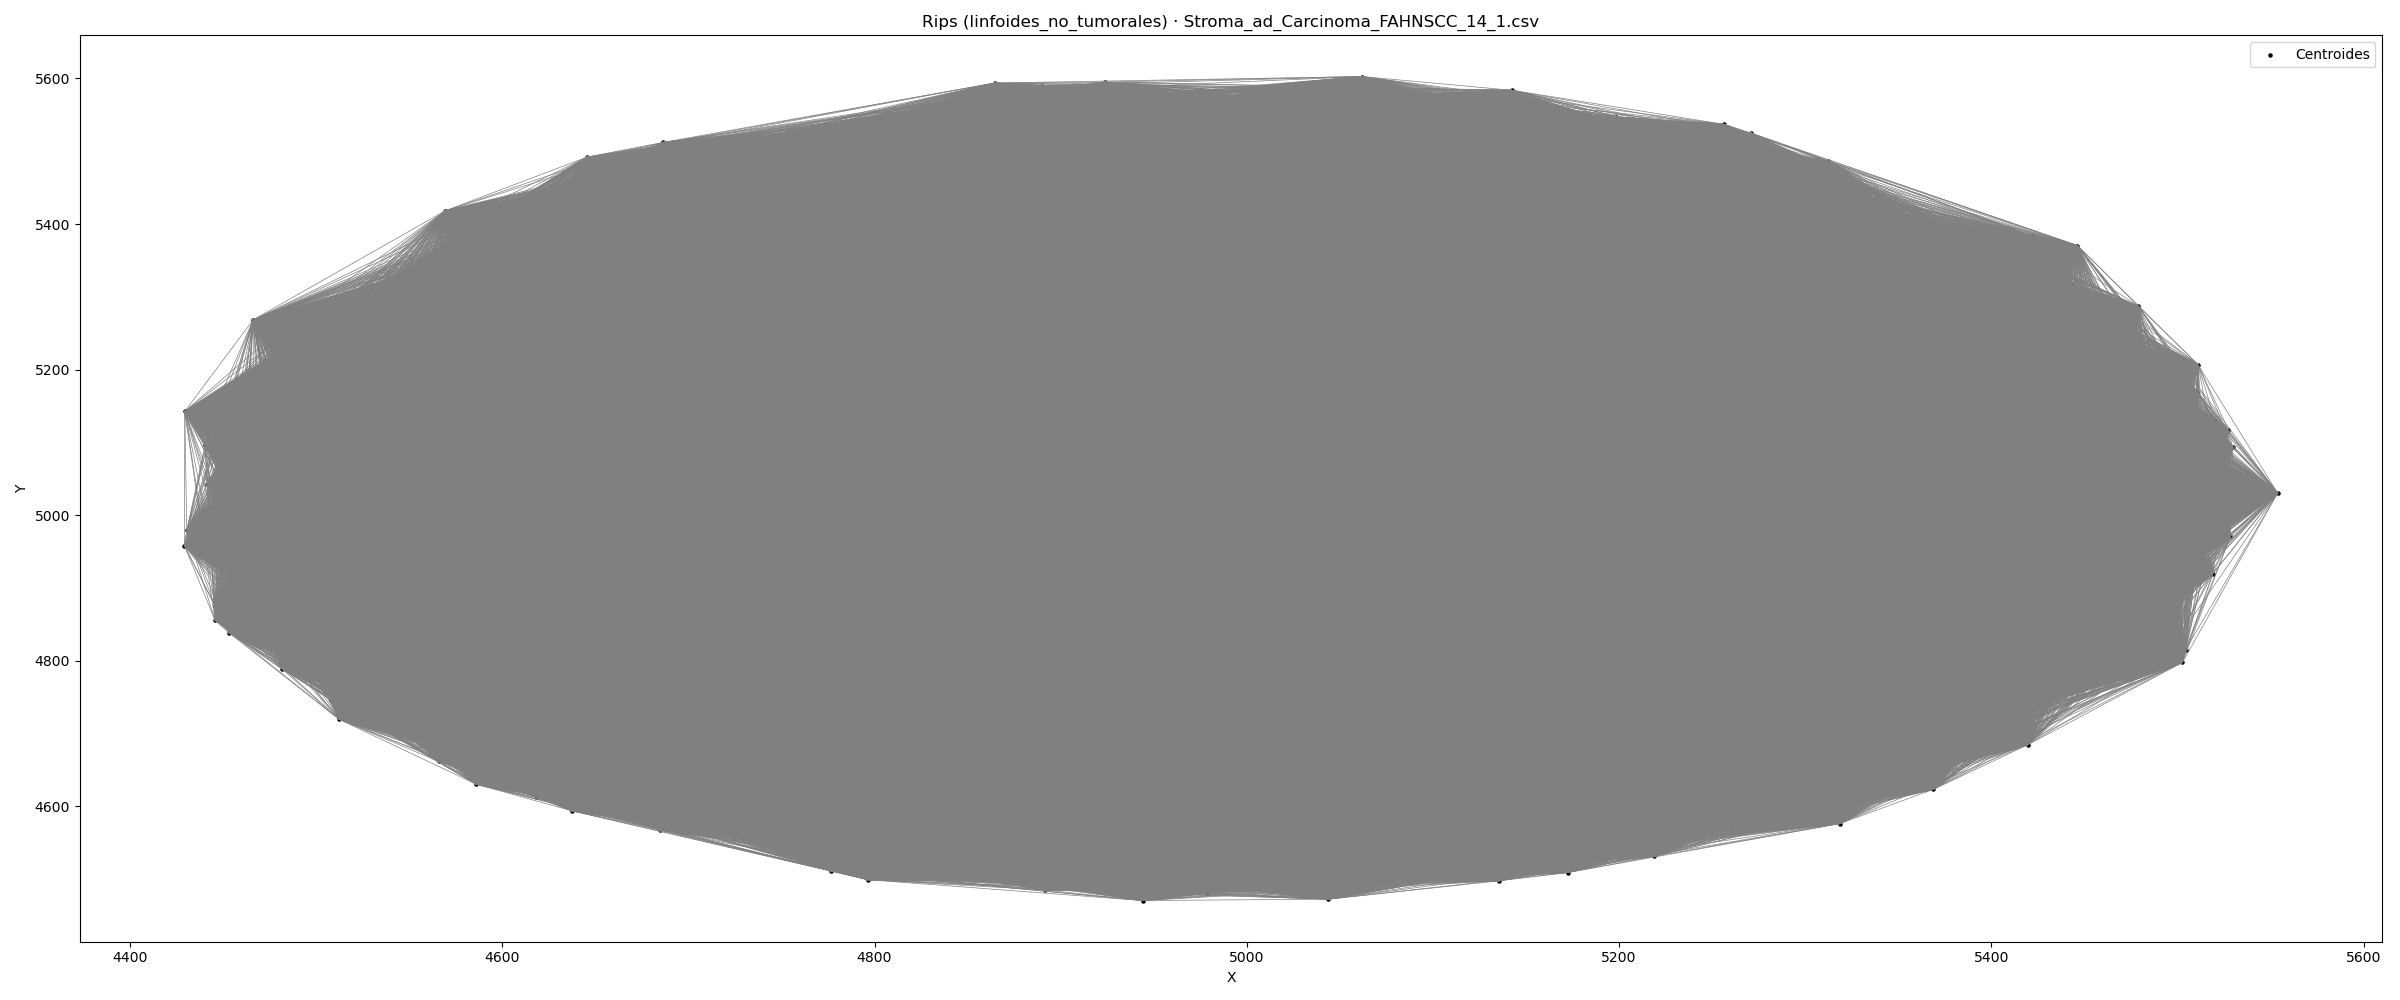 Rips (linfoides_no_tumorales) · Stroma_ad_Carcinoma_FAHNSCC_14_1.csv
Centroides
5600
5400
5200
5000
4800
4600
Y
4400 4600 4800 5000 5200 5400 5600
X